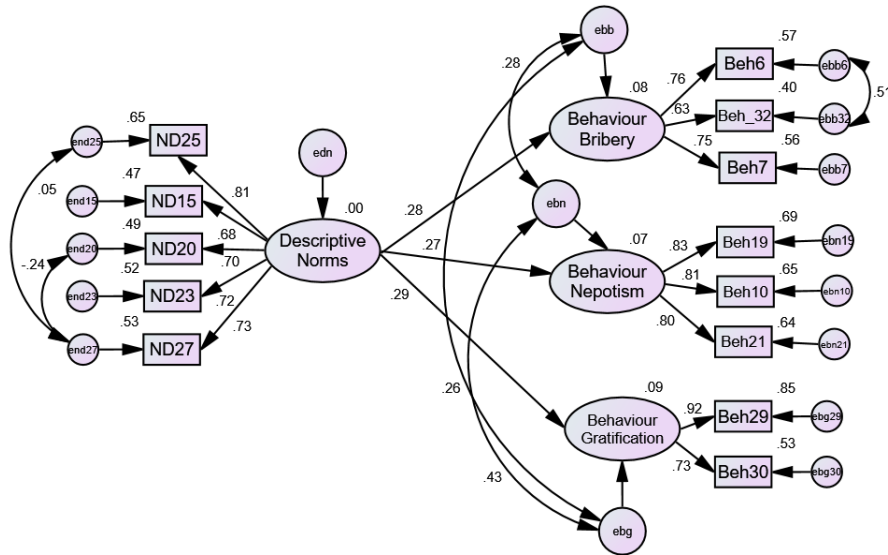 ebb
.57
.28
Beh6
ebb6
.76
.08
.40
.51
.65
Behaviour
Bribery
.63
Beh_32
ebb32
end25
ND25
edn
.75
.56
Beh7
ebb7
.47
.05
.81
end15
ND15
.00
.28
ebn
.69
.49
Descriptive
Norms
.07
.83
Beh19
ebn19
end20
ND20
.68
.27
Behaviour
Nepotism
.81
.65
-.24
.52
.70
Beh10
ebn10
end23
ND23
.29
.72
.80
.64
.53
.73
Beh21
ebn21
end27
ND27
.26
.09
.85
Behaviour
Gratification
.92
Beh29
ebg29
.53
.73
Beh30
ebg30
.43
ebg